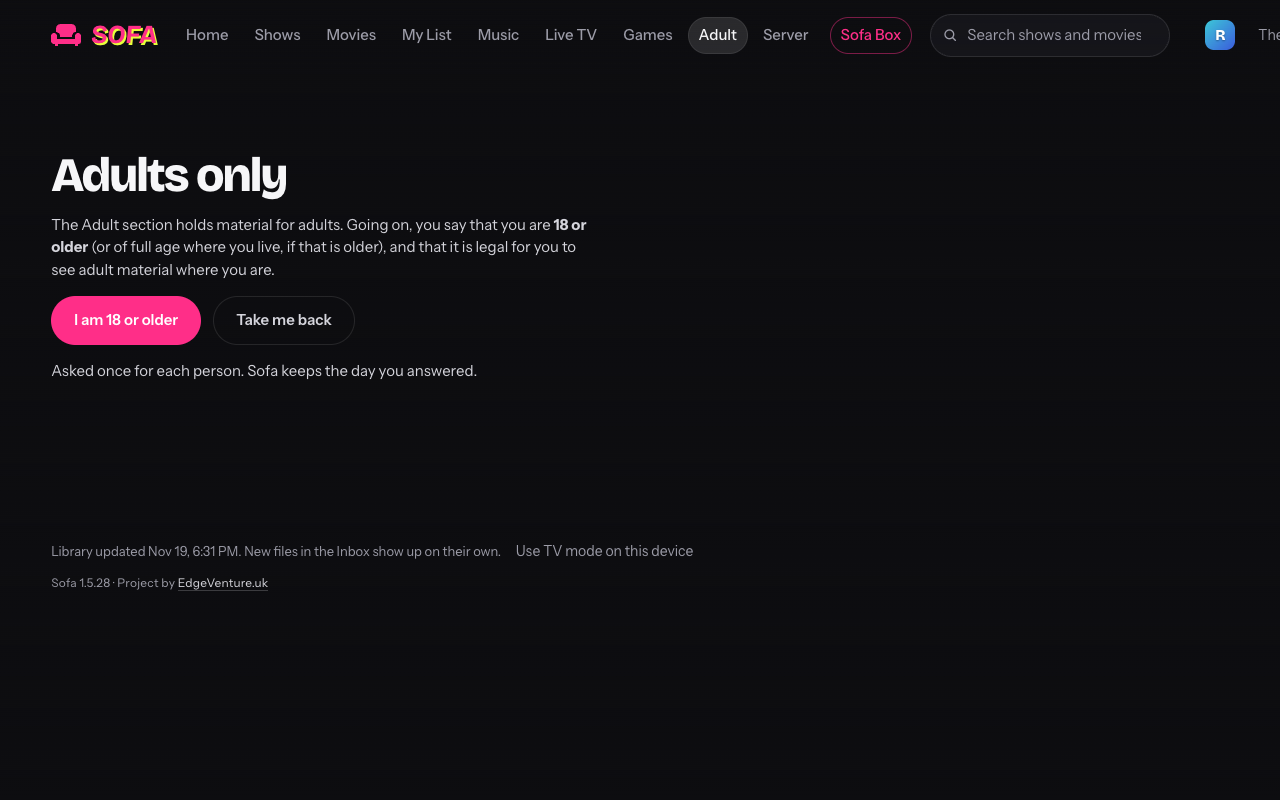 SOFA Home Shows Movies My List Music Live TV Games Adult Server Sofa Box Search shows and movies R The
Adults only
The Adult section holds material for adults. Going on, you say that you are 18 or
older (or of full age where you live, if that is older), and that it is legal for you to
see adult material where you are.
I am 18 or older Take me back
Asked once for each person. Sofa keeps the day you answered.
Library updated Nov 19, 6:31 PM. New files in the Inbox show up on their own. Use TV mode on this device
Sofa 1.5.28 · Project by EdgeVenture.uk